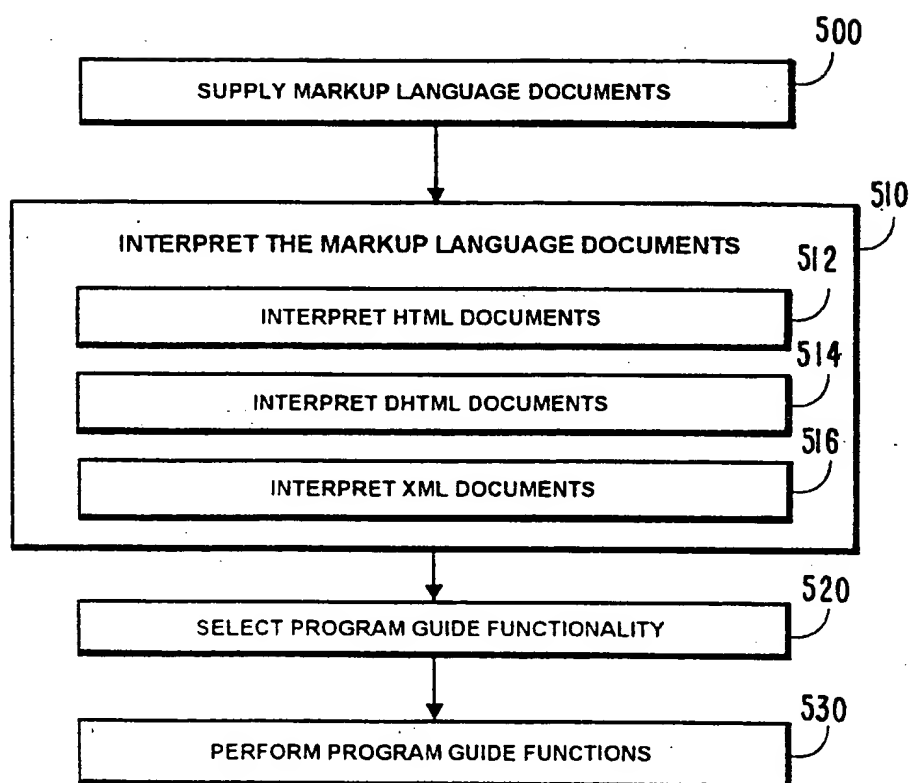 500
SUPPLY MARKUP LANGUAGE DOCUMENTS
510
INTERPRET THE MARKUP LANGUAGE DOCUMENTS
512
INTERPRET HTML DOCUMENTS
514
INTERPRET DHTML DOCUMENTS
516
INTERPRET XML DOCUMENTS
520
SELECT PROGRAM GUIDE FUNCTIONALITY
530
PERFORM PROGRAM GUIDE FUNCTIONS